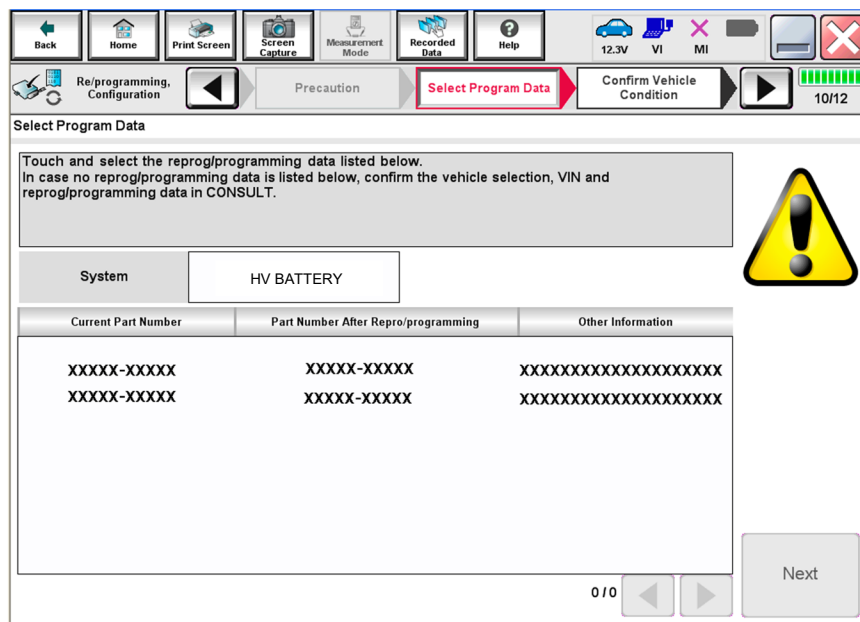 Back
Home
Print Screen
Screen
Capture
Measurement
Mode
Recorded
Data
Help
12.3V
VI
MI
Re/programming,
Configuration
Precaution
Select Program Data
Confirm Vehicle
Condition
10/12
Select Program Data
Touch and select the reprog/programming data listed below.
In case no reprog/programming data is listed below, confirm the vehicle selection, VIN and
reprog/programming data in CONSULT.
System
HV BATTERY
Current Part Number
Part Number After Repro/programming
Other Information
XXXXX-XXXXX XXXXX-XXXXX XXXXXXXXXXXXXXXXXXXX
XXXXX-XXXXX XXXXX-XXXXX XXXXXXXXXXXXXXXXXXXX
Next
0/0